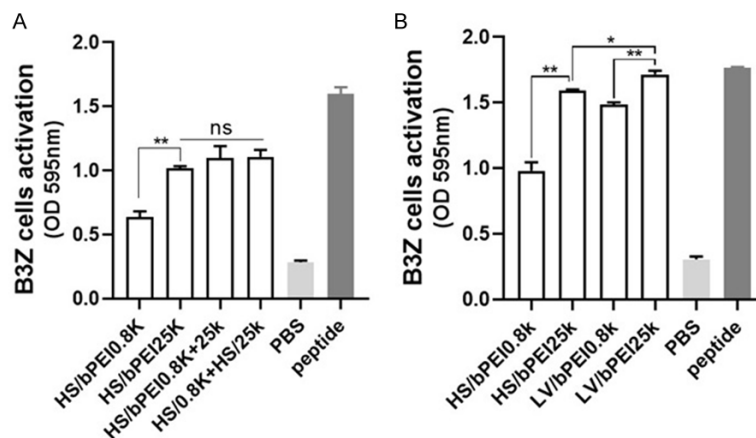 A
B3Z cells activation
(OD 595nm)
2.0
1.5
1.0
0.5
0.0
**
ns
HS/bPEI0.8K
HS/bPEI25K
HS/bPEI0.8K+25k
HS/0.8K+HS/25k
PBS
peptide
B
B3Z cells activation
(OD 595nm)
2.0
1.5
1.0
0.5
0.0
**
*
**
HS/bPEI0.8k
HS/bPEI25k
LV/bPEI0.8k
LV/bPEI25k
PBS
peptide